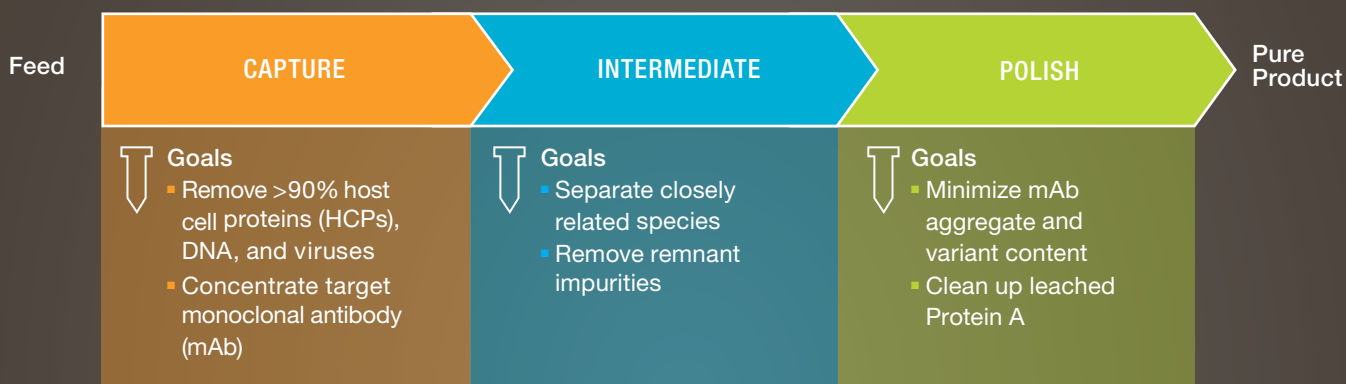 Feed
CAPTURE
INTERMEDIATE
POLISH
Pure
Product
Goals
▪ Remove >90% host
cell proteins (HCPs),
DNA, and viruses
▪ Concentrate target
monoclonal antibody
(mAb)
Goals
▪ Separate closely
related species
▪ Remove remnant
impurities
Goals
▪ Minimize mAb
aggregate and
variant content
▪ Clean up leached
Protein A